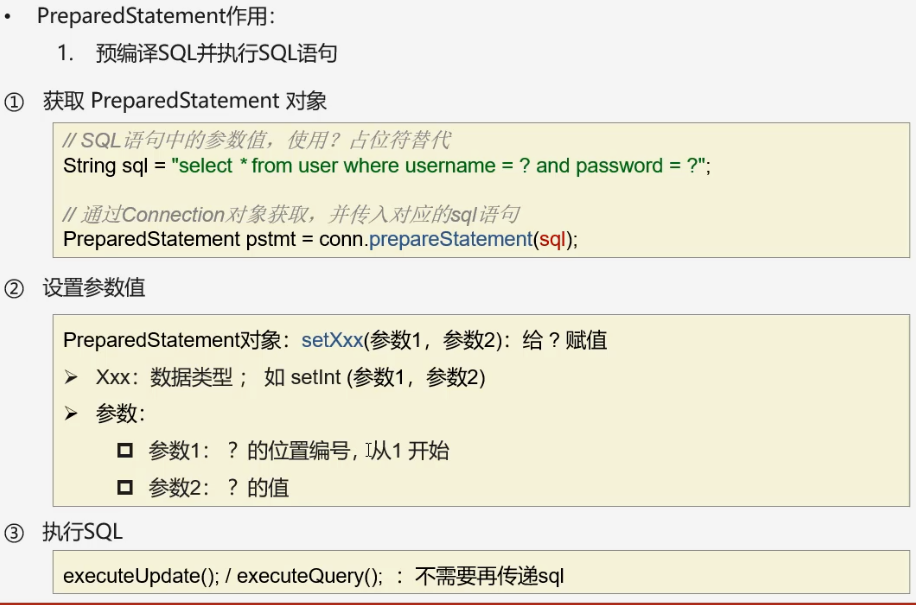 • PreparedStatement作用：
1. 预编译SQL并执行SQL语句
① 获取 PreparedStatement 对象
// SQL语句中的参数值，使用？占位符替代
String sql = "select * from user where username = ? and password = ?";
// 通过Connection对象获取，并传入对应的sql语句
PreparedStatement pstmt = conn.prepareStatement(sql);
② 设置参数值
PreparedStatement对象：setXxx(参数1，参数2)：给 ? 赋值
➢ Xxx：数据类型 ； 如 setInt (参数1，参数2)
➢ 参数：
参数1： ？的位置编号，从1 开始
参数2： ？的值
③ 执行SQL
executeUpdate(); / executeQuery(); ：不需要再传递sql